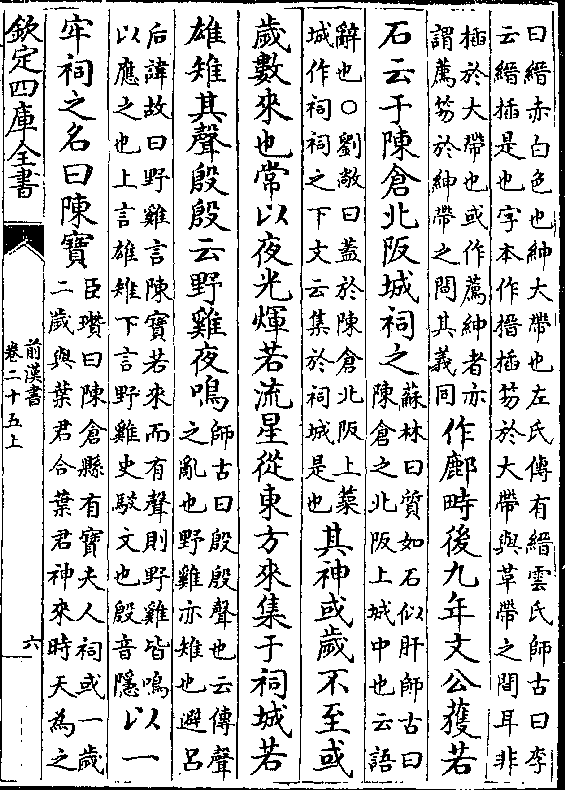 曰縉赤白色也紳大帶也左氏傳有縉雲氏師古曰李
云縉插是也字本作搢插笏於大帶與革帶之間耳非
插於大帶也或作薦紳者亦
謂薦笏於紳帶之間其義同
作鄜畤後九年文公獲若
石云于陳倉北阪城祠之
蘇林曰質如石似肝師古曰
陳倉之北阪上城中也云語
辭也○劉敞曰蓋於陳倉北阪上築
城作祠祠之下文云集於祠城是也
其神或歲不至或
歲數來也常以夜光煇若流星從東方來集于祠城若
雄雉其聲殷殷云野雞夜鳴
師古曰殷殷聲也云傳聲
之亂也野雞亦雉也避呂
后諱故曰野雞言陳寶若來而有聲則野雞皆鳴
以應之也上言雄雉下言野雞史駮文也殷音隱
以一
牢祠之名曰陳寶
臣瓚曰陳倉縣有寶夫人祠或一歲
二歲與葉君合葉君神來時天為之
欽定四庫全書
前漢書
卷二十五上
六